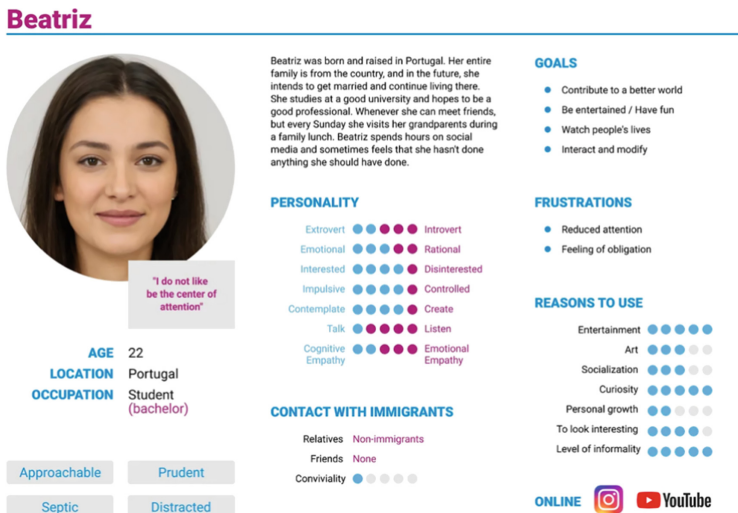 Beatriz
"I do not like
be the center of
attention"
AGE 22
LOCATION Portugal
OCCUPATION Student
(bachelor)
Approachable Prudent
Septic Distracted
Beatriz was born and raised in Portugal. Her entire
family is from the country, and in the future, she
intends to get married and continue living there.
She studies at a good university and hopes to be a
good professional. Whenever she can meet friends,
but every Sunday she visits her grandparents during
a family lunch. Beatriz spends hours on social
media and sometimes feels that she hasn't done
anything she should have done.
PERSONALITY
Extrovert Introvert
Emotional Rational
Interested Disinterested
Impulsive Controlled
Contemplate Create
Talk Listen
Cognitive Emotional
Empathy Empathy
CONTACT WITH IMMIGRANTS
Relatives Non-immigrants
Friends None
Conviviality
GOALS
Contribute to a better world
Be entertained / Have fun
Watch people's lives
Interact and modify
FRUSTRATIONS
Reduced attention
Feeling of obligation
REASONS TO USE
Entertainment
Art
Socialization
Curiosity
Personal growth
To look interesting
Level of informality
ONLINE YouTube